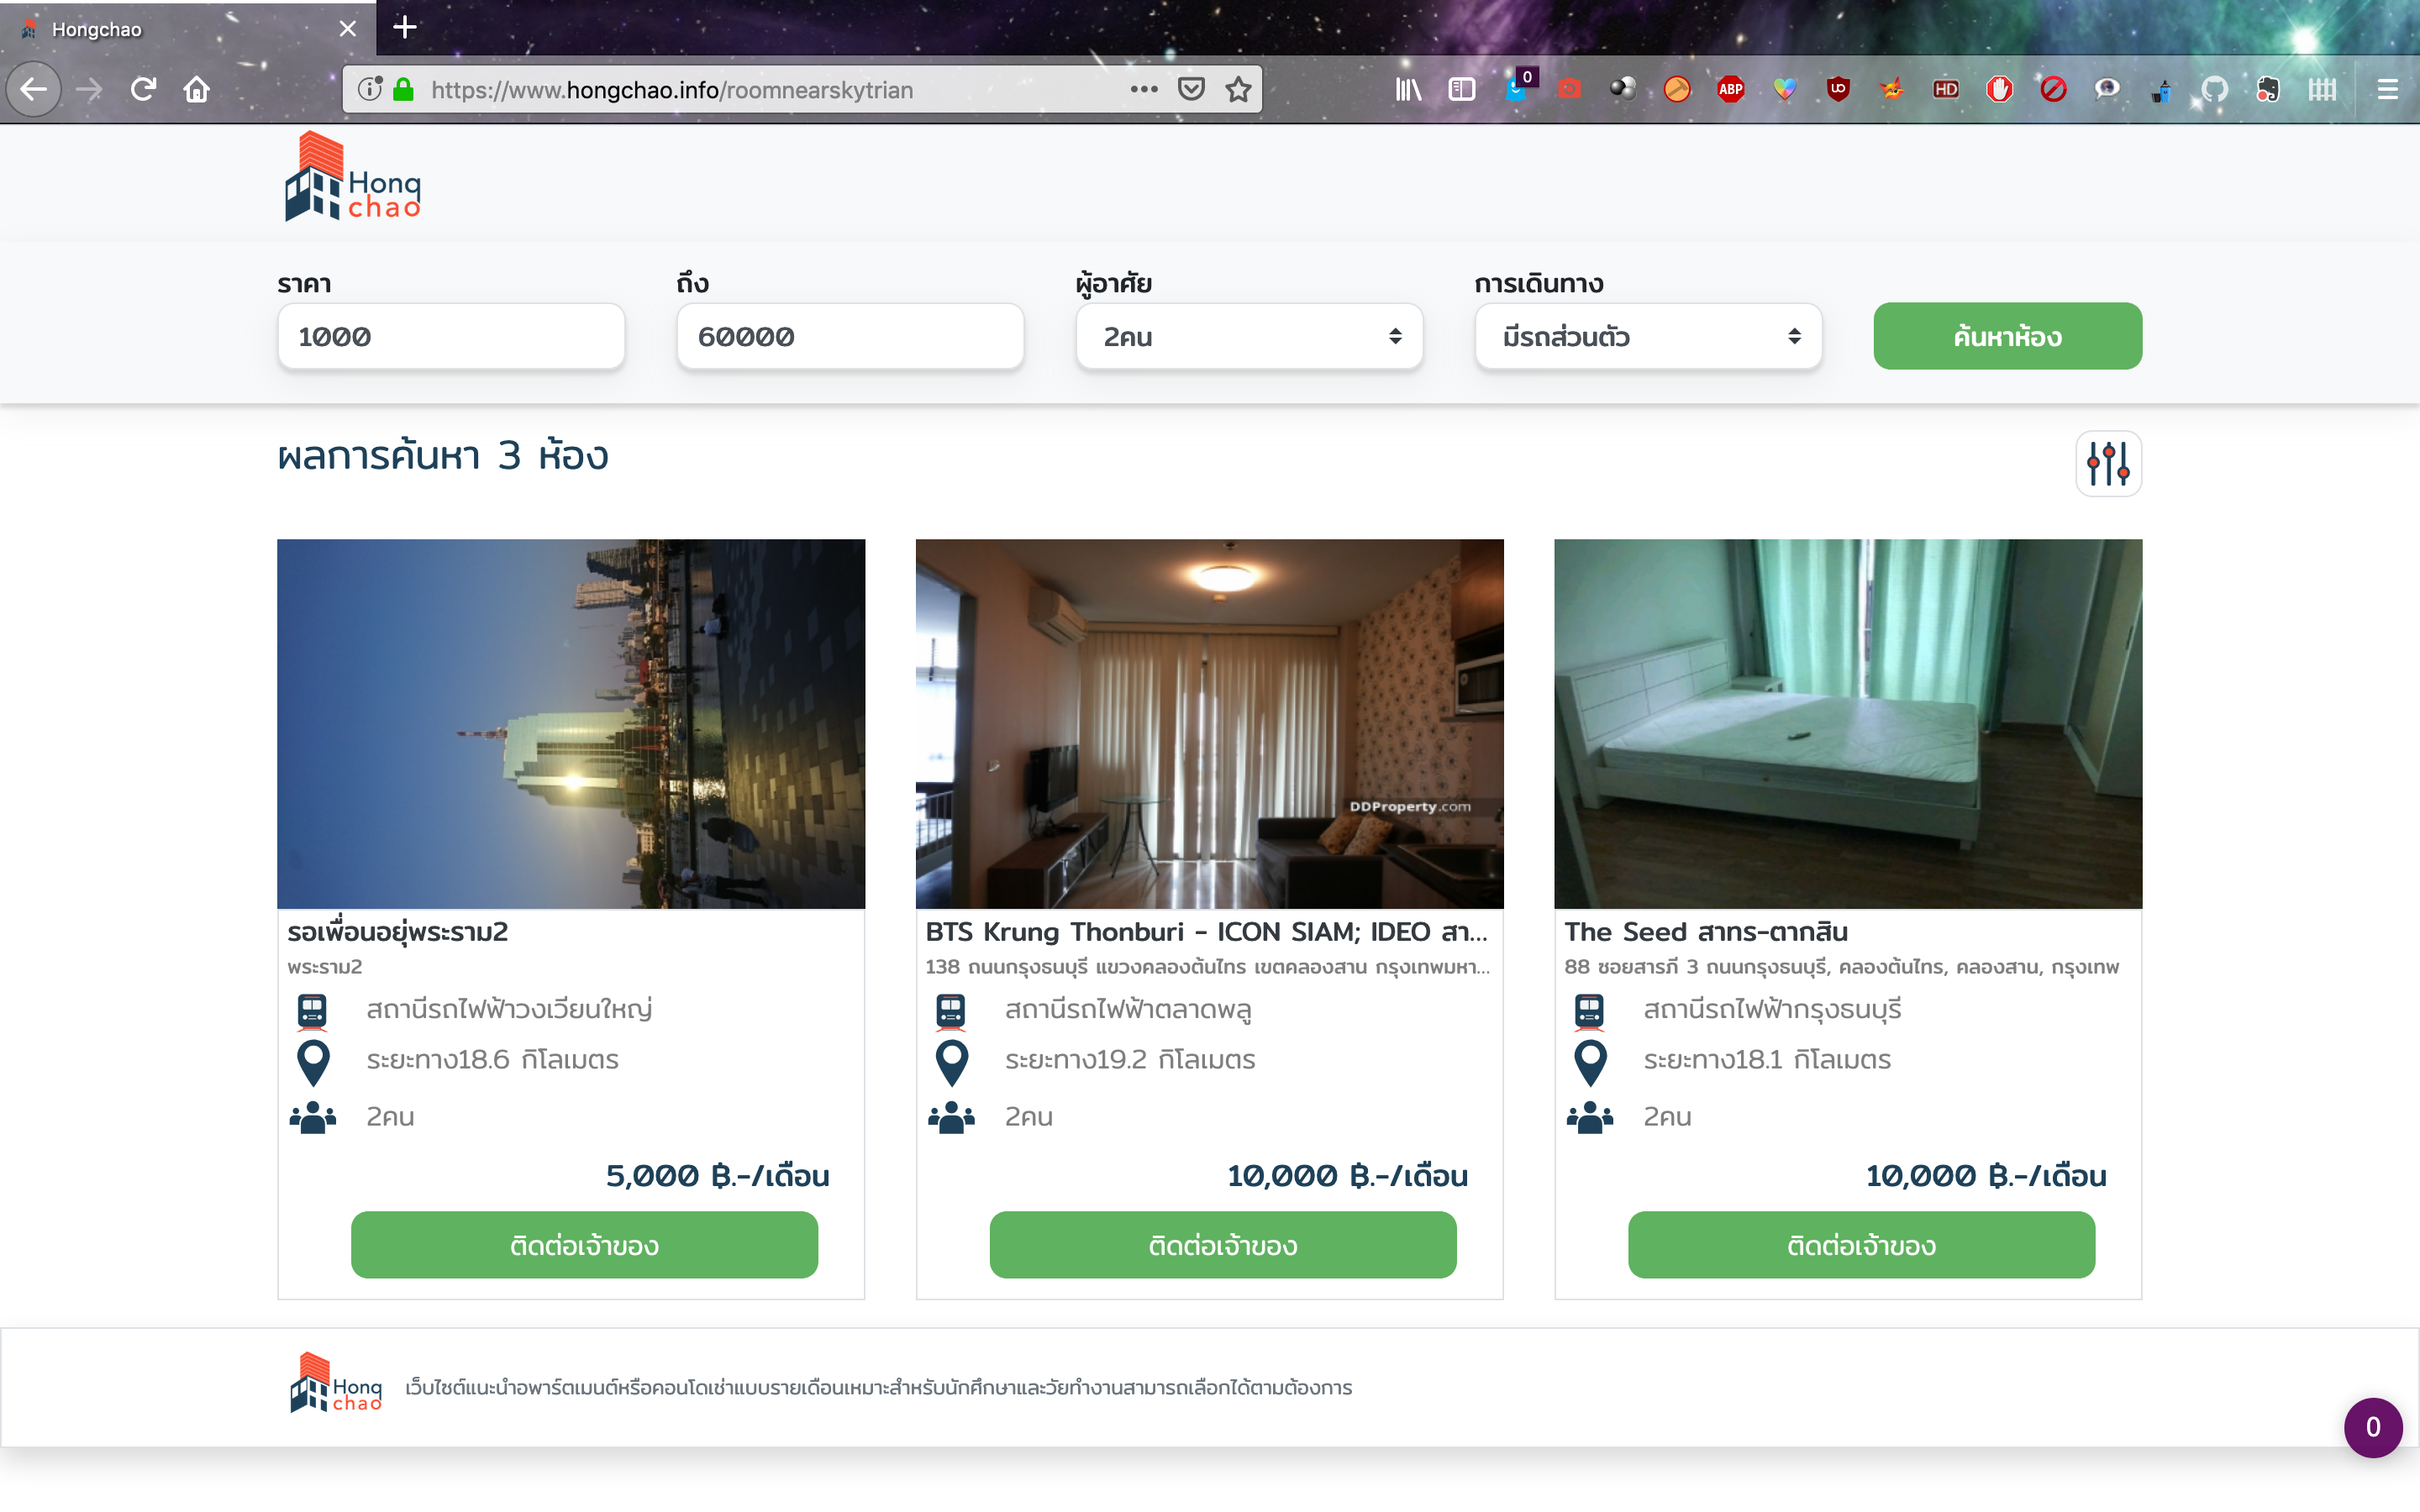 Hongchao
0
https://www.hongchao.info/roomnearskytrian
ABP
UO
HD
Hong
chao
ราคา ถึง ผู้อาศัย การเดินทาง
1000 60000 2คน มีรถส่วนตัว ค้นหาห้อง
ผลการค้นหา 3 ห้อง
DDProperty.com
รอเพื่อนอยุ่พระราม2
พระราม2
สถานีรถไฟฟ้าวงเวียนใหญ่
ระยะทาง18.6 กิโลเมตร
2คน
5,000 ฿.-/เดือน
ติดต่อเจ้าของ
BTS Krung Thonburi - ICON SIAM; IDEO สา...
138 ถนนกรุงธนบุรี แขวงคลองต้นไทร เขตคลองสาน กรุงเทพมหา...
สถานีรถไฟฟ้าตลาดพลู
ระยะทาง19.2 กิโลเมตร
2คน
10,000 ฿.-/เดือน
ติดต่อเจ้าของ
The Seed สาทร-ตากสิน
88 ซอยสารภี 3 ถนนกรุงธนบุรี, คลองต้นไทร, คลองสาน, กรุงเทพ
สถานีรถไฟฟ้ากรุงธนบุรี
ระยะทาง18.1 กิโลเมตร
2คน
10,000 ฿.-/เดือน
ติดต่อเจ้าของ
Hong
chao
เว็บไซต์แนะนำอพาร์ตเมนต์หรือคอนโดเช่าแบบรายเดือนเหมาะสำหรับนักศึกษาและวัยทำงานสามารถเลือกได้ตามต้องการ
0